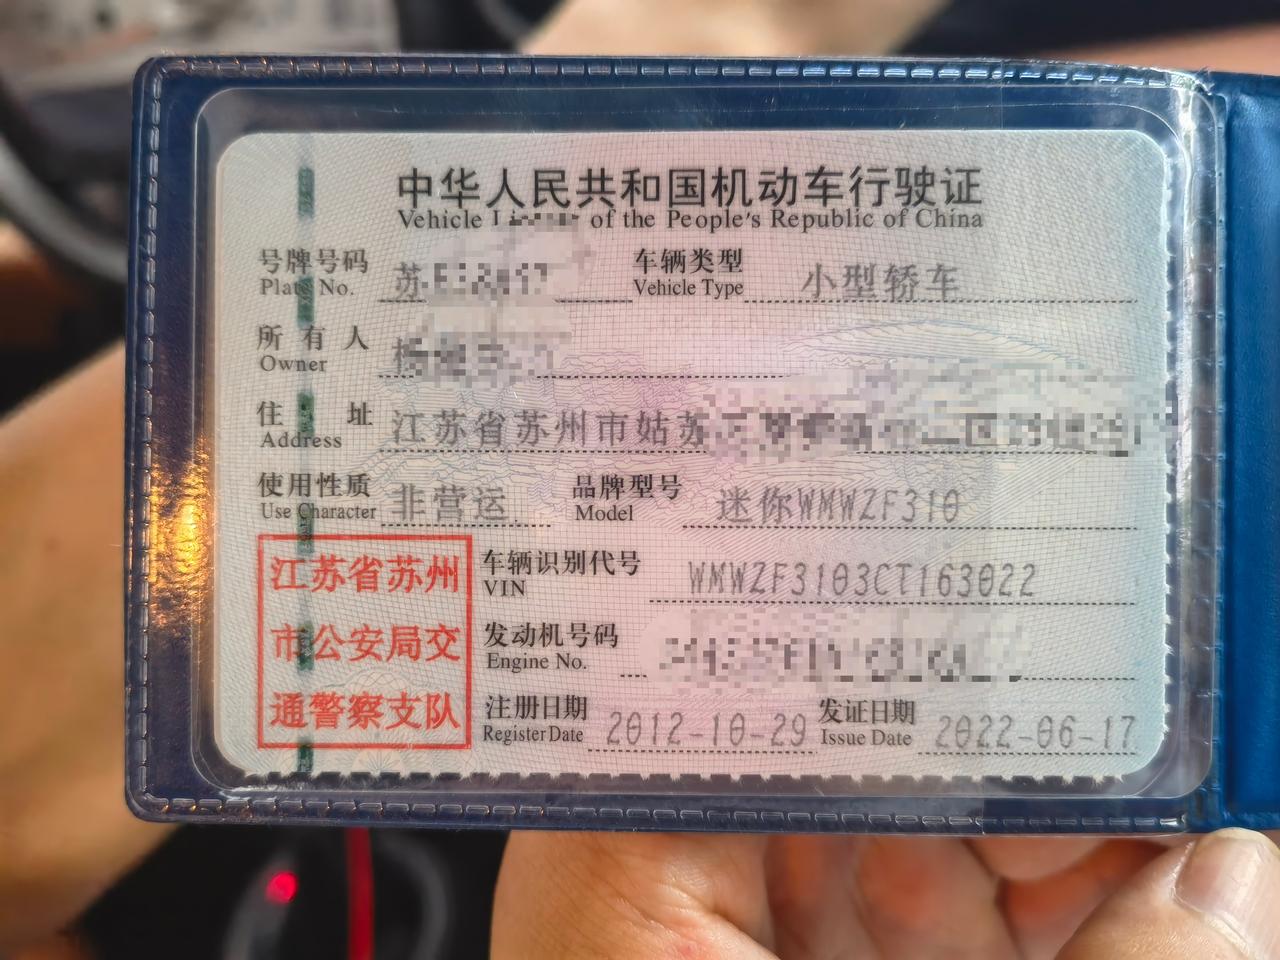 中华人民共和国机动车行驶证
Vehicle of the People's Republic of China
号牌号码 苏 车辆类型 小型轿车
Plate No. Vehicle Type
所有人
Owner
住址 江苏省苏州市姑苏
Address
使用性质 非营运 品牌型号 迷你WMWZF310
Use Character Model
江苏省苏州
市公安局交
通警察支队
车辆识别代号 WMWZF3103CT163022
VIN
发动机号码
Engine No.
注册日期 2012-10-29 发证日期 2022-06-17
Register Date Issue Date